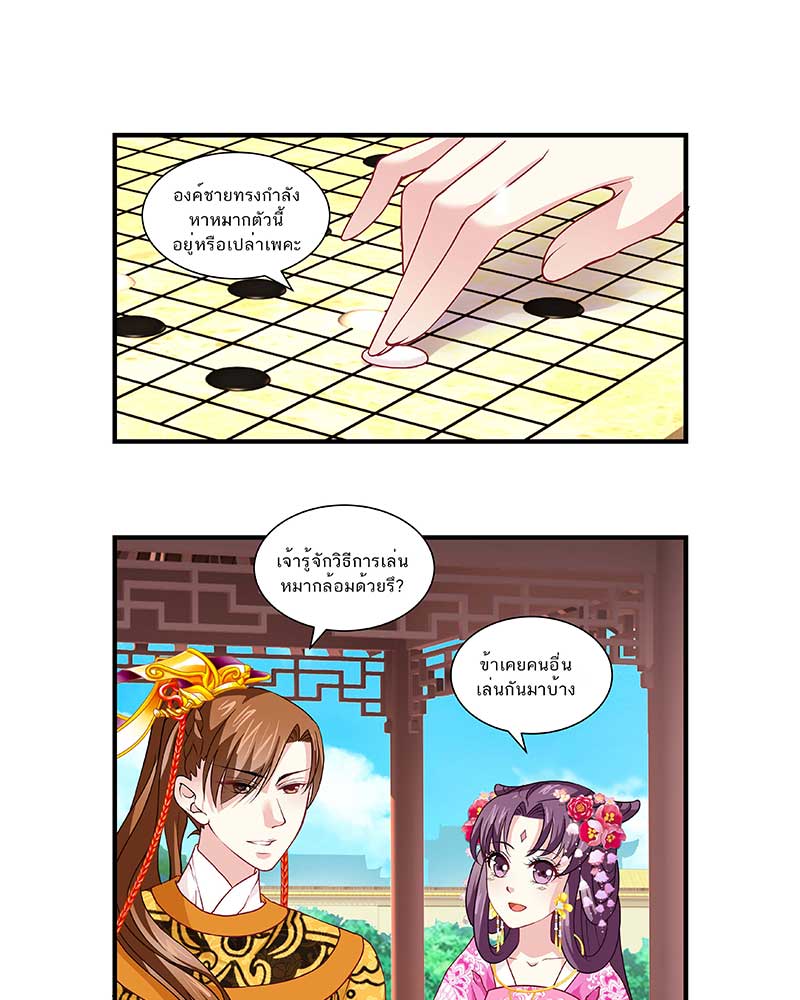 องค์ชายทรงกำลัง
หาหมากตัวนี้
อยู่หรือเปล่าเพคะ
เจ้ารู้จักวิธีการเล่น
หมากล้อมด้วยรึ?
ข้าเคยคนอื่น
เล่นกันมาบ้าง